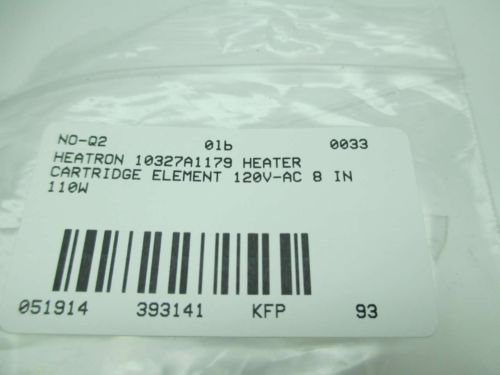 NO-Q2 01b 0033
HEATRON 10327A1179 HEATER
CARTRIDGE ELEMENT 120V-AC 8 IN
110W
051914 393141 KFP 93